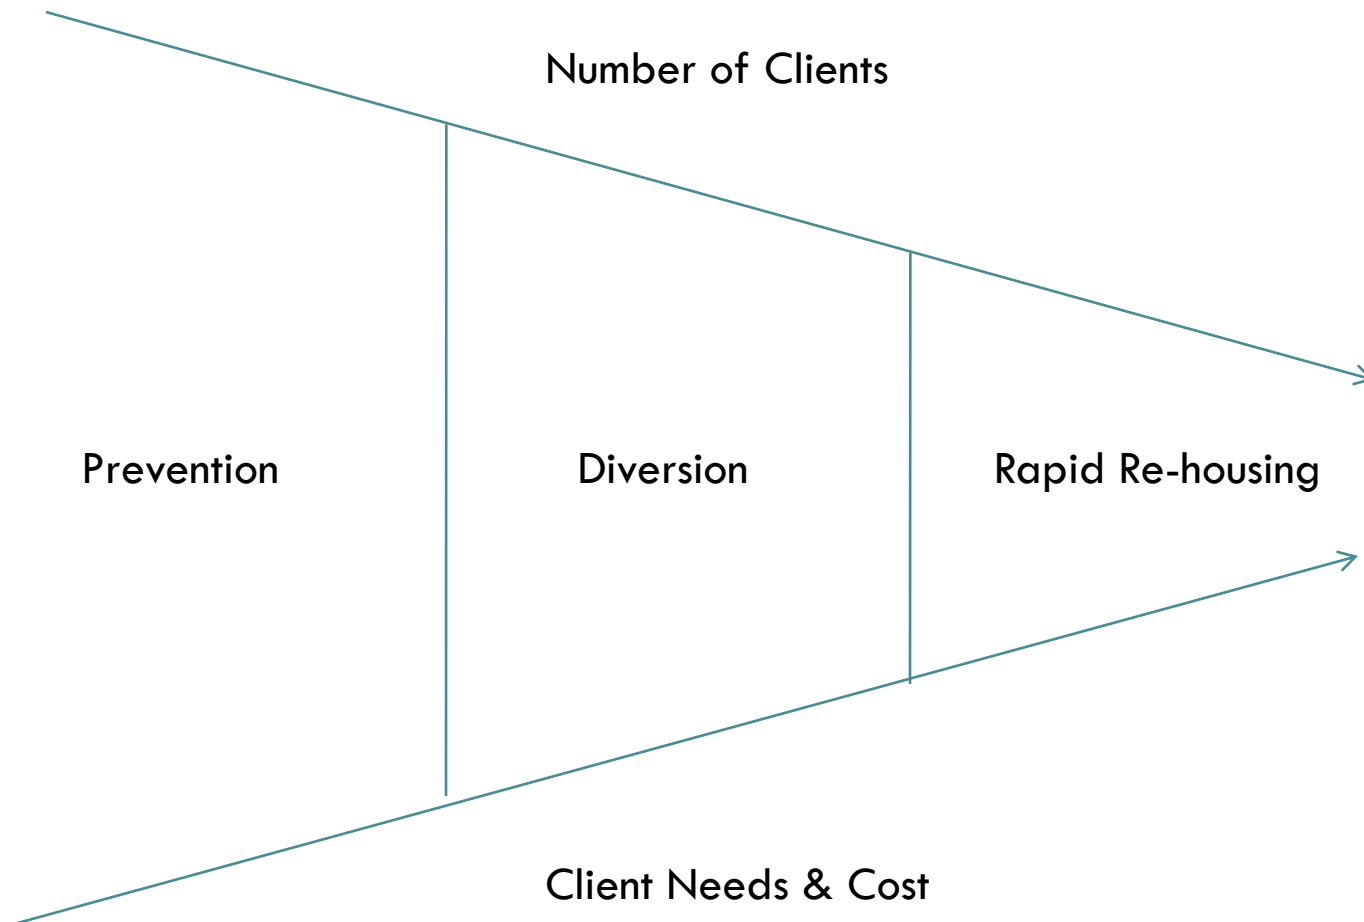 Number of Clients
Prevention
Diversion
Rapid Re-housing
Client Needs & Cost